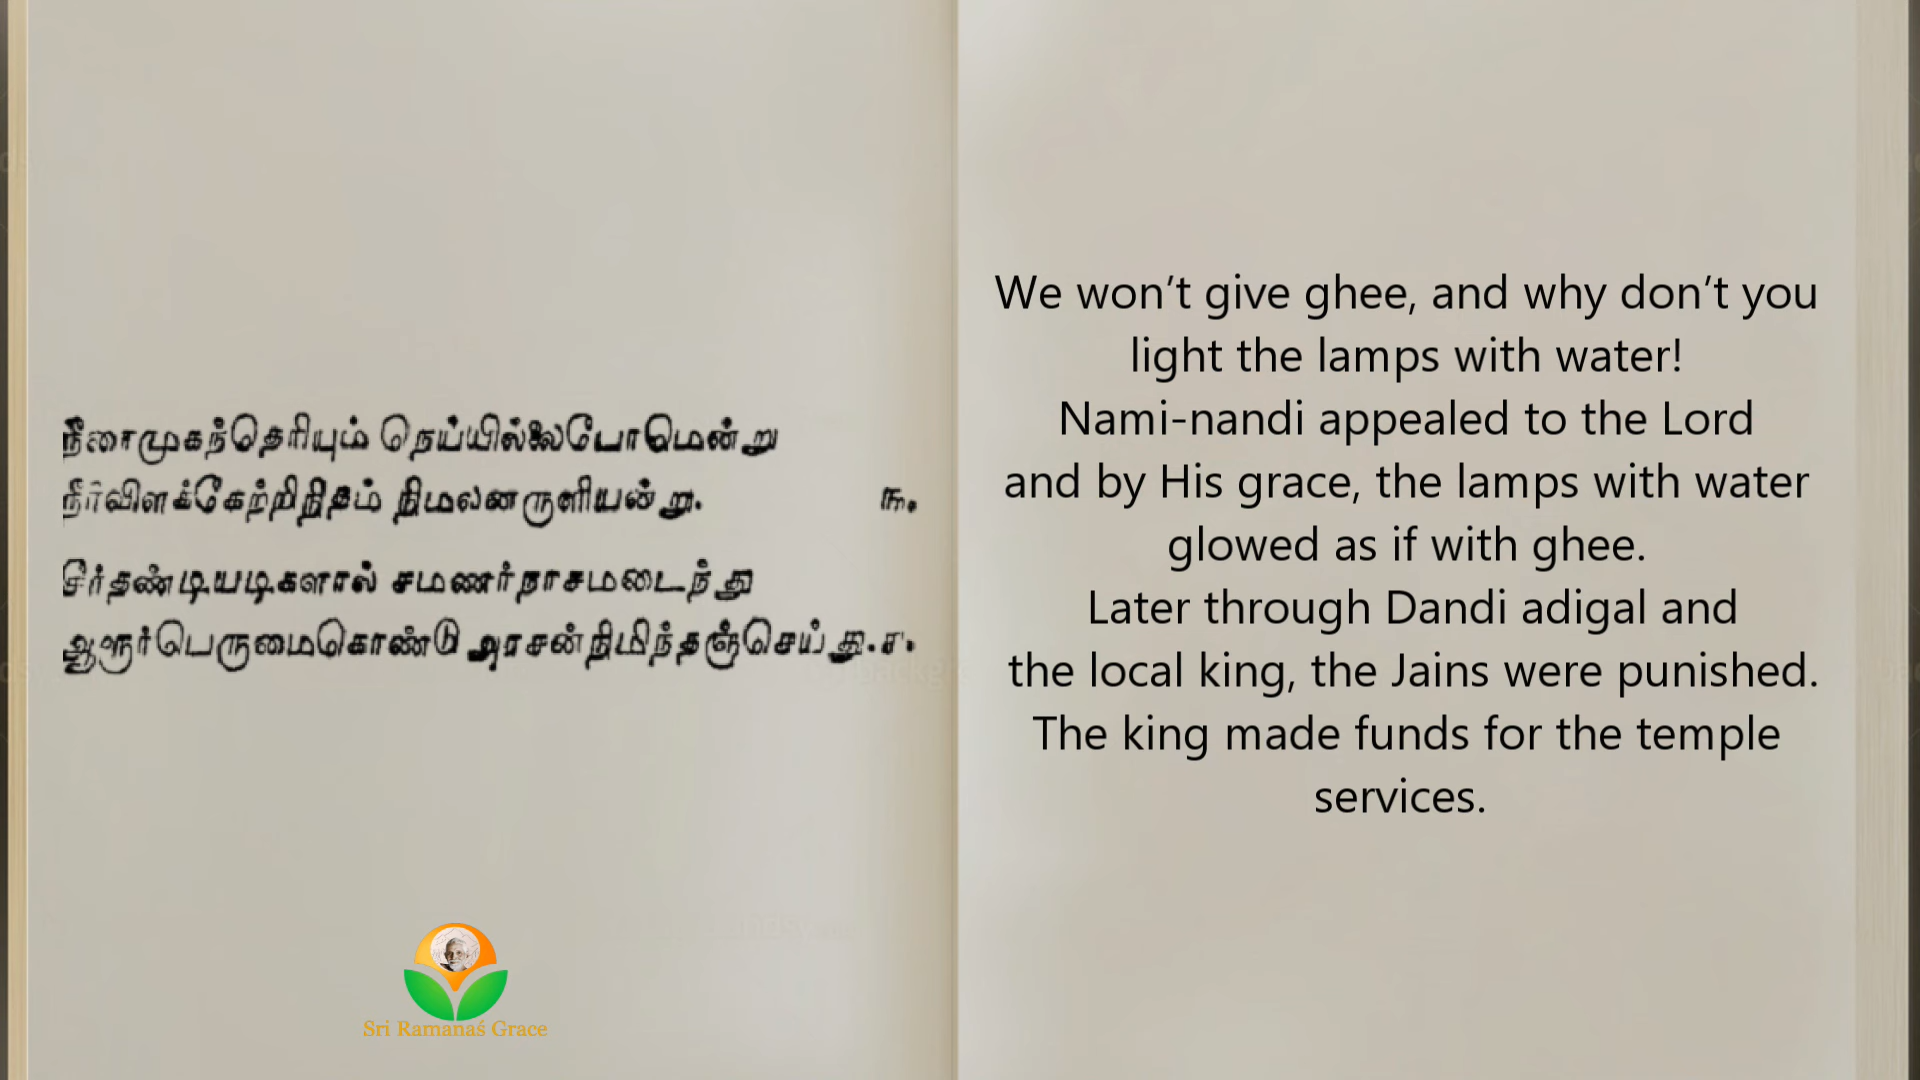 நீரைமுகந்தெரியும் நெய்யில்லைபோமென்று
நீர்விளக்கேற்றிநிதம் நிமலனருளியன்று. ௩.
சீர்தண்டியடிகளால் சமணர்நாசமடைந்து
ஆரூர்பெருமைகொண்டு அரசன்நிமிந்தஞ்செய்து.௪.
Sri Ramanaś Grace
We won’t give ghee, and why don’t you
light the lamps with water!
Nami-nandi appealed to the Lord
and by His grace, the lamps with water
glowed as if with ghee.
Later through Dandi adigal and
the local king, the Jains were punished.
The king made funds for the temple
services.